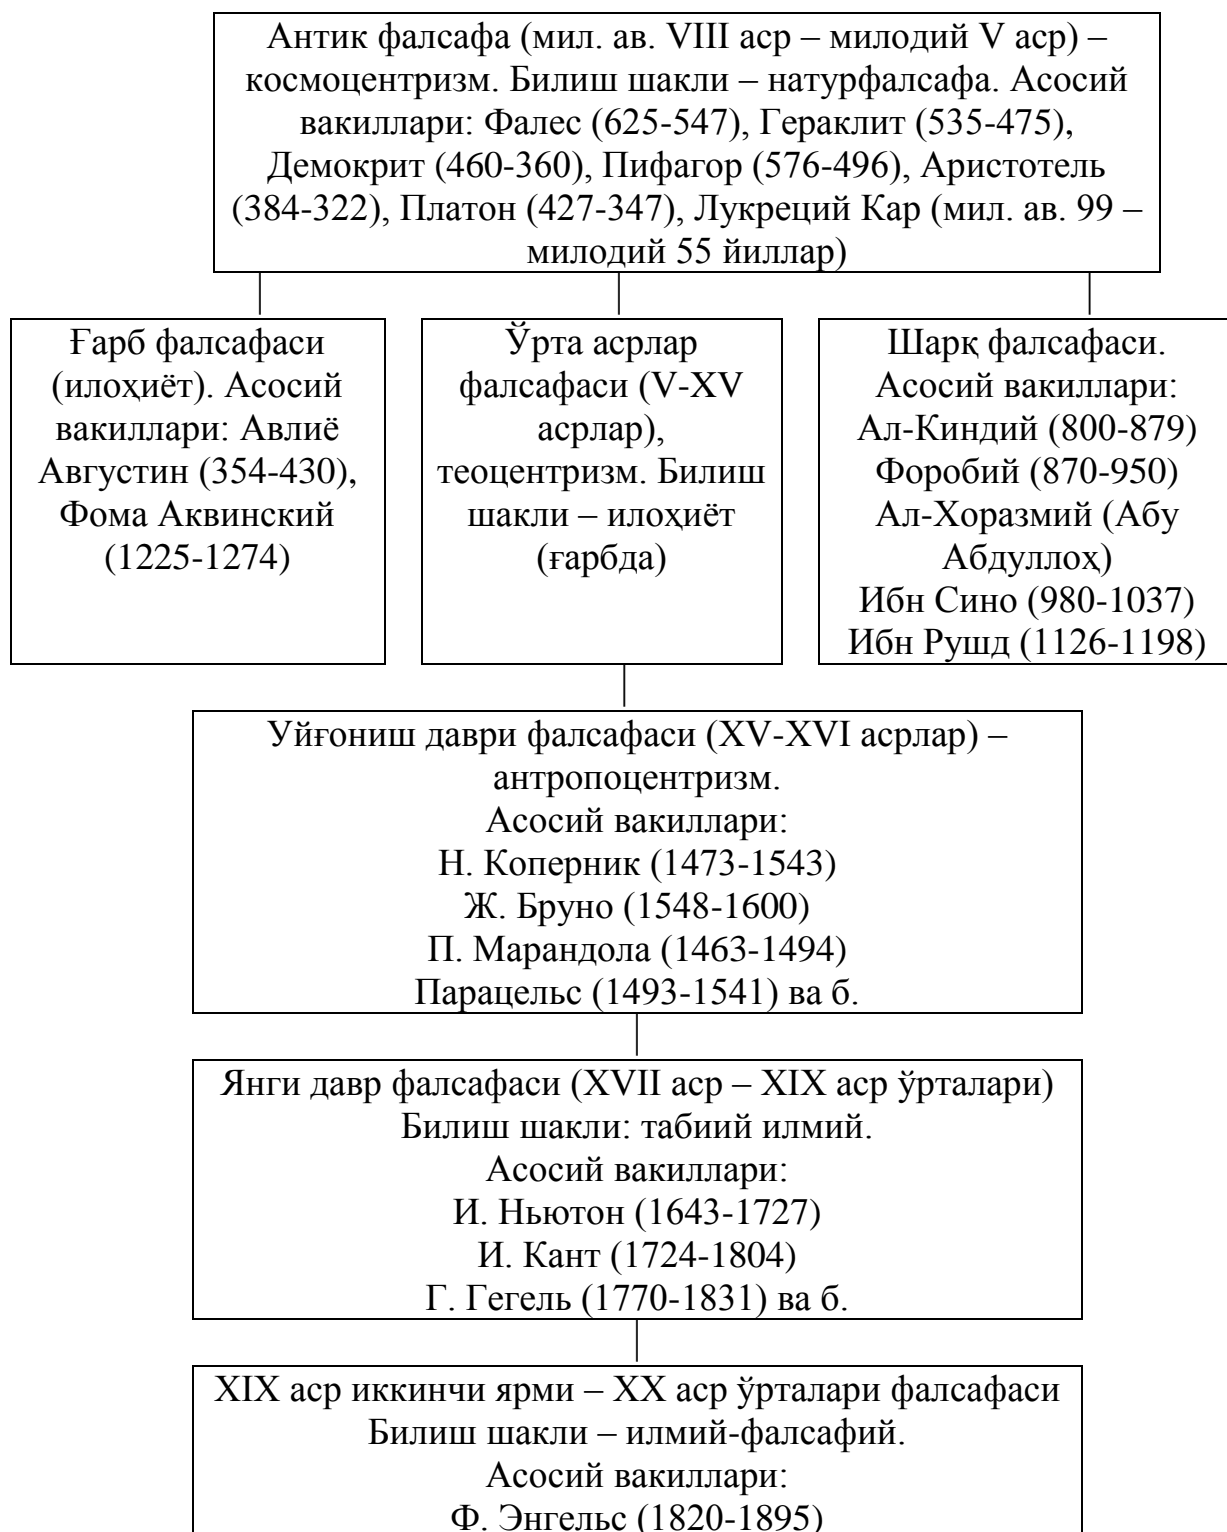 Антик фалсафа (мил. ав. VIII аср – милодий V аср) –
космоцентризм. Билиш шакли – натурфалсафа. Асосий
вакиллари: Фалес (625-547), Гераклит (535-475),
Демокрит (460-360), Пифагор (576-496), Аристотель
(384-322), Платон (427-347), Лукреций Кар (мил. ав. 99 –
милодий 55 йиллар)
Ғарб фалсафаси
(илоҳиёт). Асосий
вакиллари: Авлиё
Августин (354-430),
Фома Аквинский
(1225-1274)
Ўрта асрлар
фалсафаси (V-XV
асрлар),
теоцентризм. Билиш
шакли – илоҳиёт
(ғарбда)
Шарқ фалсафаси.
Асосий вакиллари:
Ал-Киндий (800-879)
Форобий (870-950)
Ал-Хоразмий (Абу
Абдуллоҳ)
Ибн Сино (980-1037)
Ибн Рушд (1126-1198)
Уйғониш даври фалсафаси (XV-XVI асрлар) –
антропоцентризм.
Асосий вакиллари:
Н. Коперник (1473-1543)
Ж. Бруно (1548-1600)
П. Марандола (1463-1494)
Парацельс (1493-1541) ва б.
Янги давр фалсафаси (XVII аср – XIX аср ўрталари)
Билиш шакли: табиий илмий.
Асосий вакиллари:
И. Ньютон (1643-1727)
И. Кант (1724-1804)
Г. Гегель (1770-1831) ва б.
XIX аср иккинчи ярми – XX аср ўрталари фалсафаси
Билиш шакли – илмий-фалсафий.
Асосий вакиллари:
Ф. Энгельс (1820-1895)